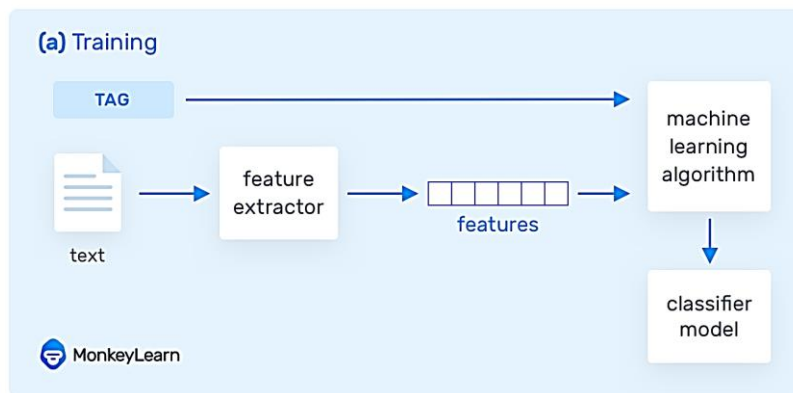 (a) Training
TAG
machine
learning
algorithm
feature
extractor
features
text
classifier
model
MonkeyLearn